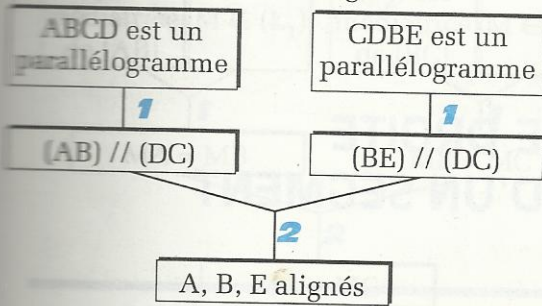 ABCD est un
parallélogramme
CDBE est un
parallélogramme
1
1
(AB) // (DC)
(BE) // (DC)
2
A, B, E alignés